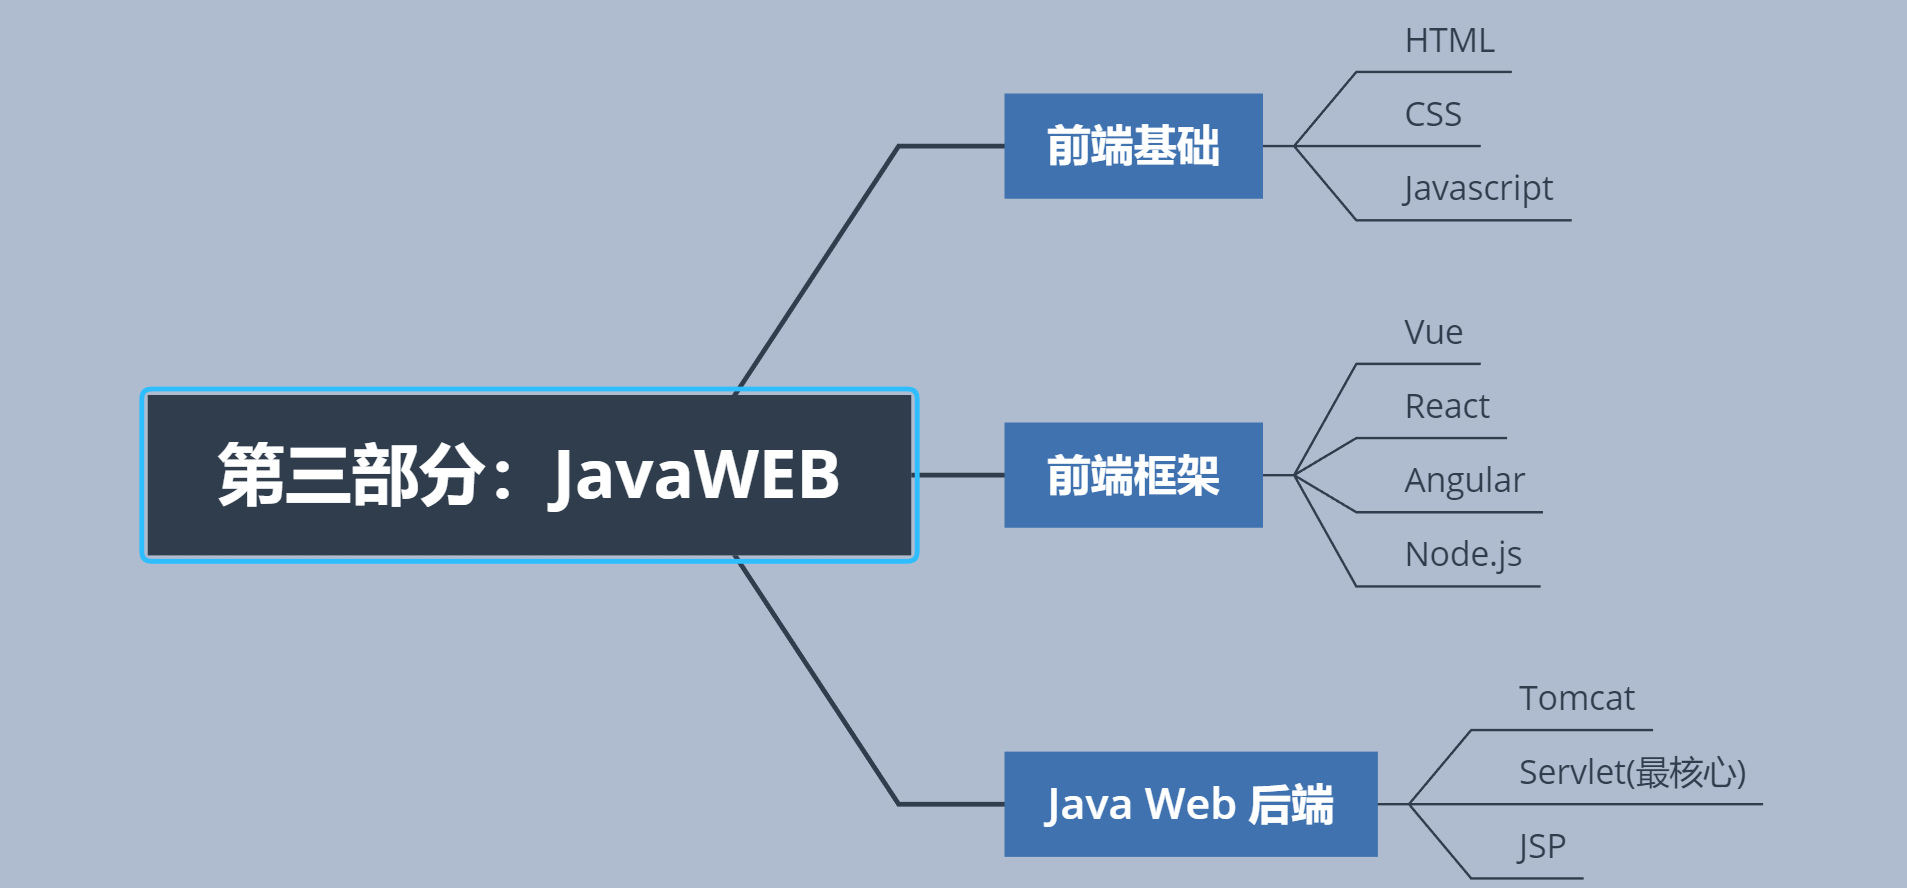 第三部分：JavaWEB
前端基础
HTML
CSS
Javascript
前端框架
Vue
React
Angular
Node.js
Java Web 后端
Tomcat
Servlet(最核心)
JSP